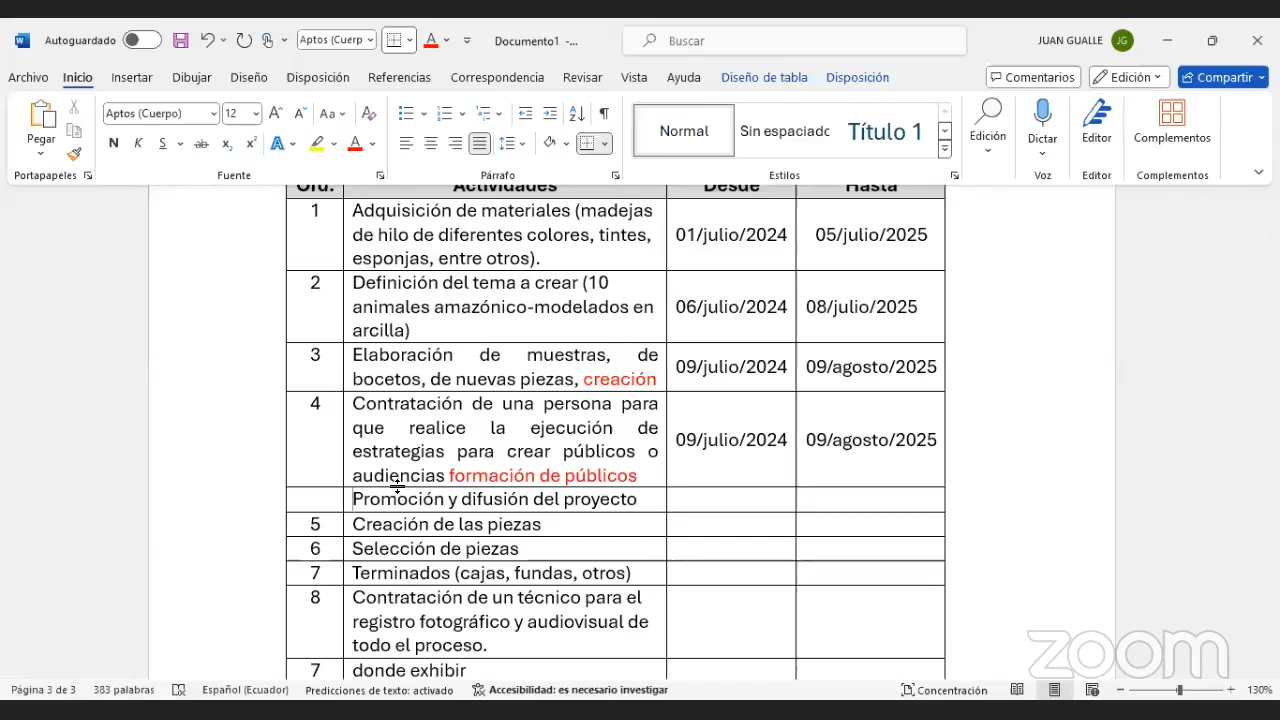 Autoguardado
Aptos (Cuerp
Documento1 -...
Buscar
JUAN GUALLE
JG
Archivo
Inicio
Insertar
Dibujar
Diseño
Disposición
Referencias
Correspondencia
Revisar
Vista
Ayuda
Diseño de tabla
Disposición
Comentarios
Edición
Compartir
Pegar
Aptos (Cuerpo)
12
Normal
Sin espaciado
Título 1
Edición
Dictar
Editor
Complementos
Portapapeles
Fuente
Párrafo
Estilos
Voz
Editor
Complementos
Ord. Actividades Desde Hasta
1 Adquisición de materiales (madejas
de hilo de diferentes colores, tintes, 01/julio/2024 05/julio/2025
esponjas, entre otros).
2 Definición del tema a crear (10
animales amazónico-modelados en 06/julio/2024 08/julio/2025
arcilla)
3 Elaboración de muestras, de
bocetos, de nuevas piezas, creación 09/julio/2024 09/agosto/2025
4 Contratación de una persona para
que realice la ejecución de
estrategias para crear públicos o 09/julio/2024 09/agosto/2025
audiencias formación de públicos
Promoción y difusión del proyecto
5 Creación de las piezas
6 Selección de piezas
7 Terminados (cajas, fundas, otros)
8 Contratación de un técnico para el
registro fotográfico y audiovisual de
todo el proceso.
7 donde exhibir
zoom
Página 3 de 3
383 palabras
Español (Ecuador)
Predicciones de texto: activado
Accesibilidad: es necesario investigar
Concentración
130%